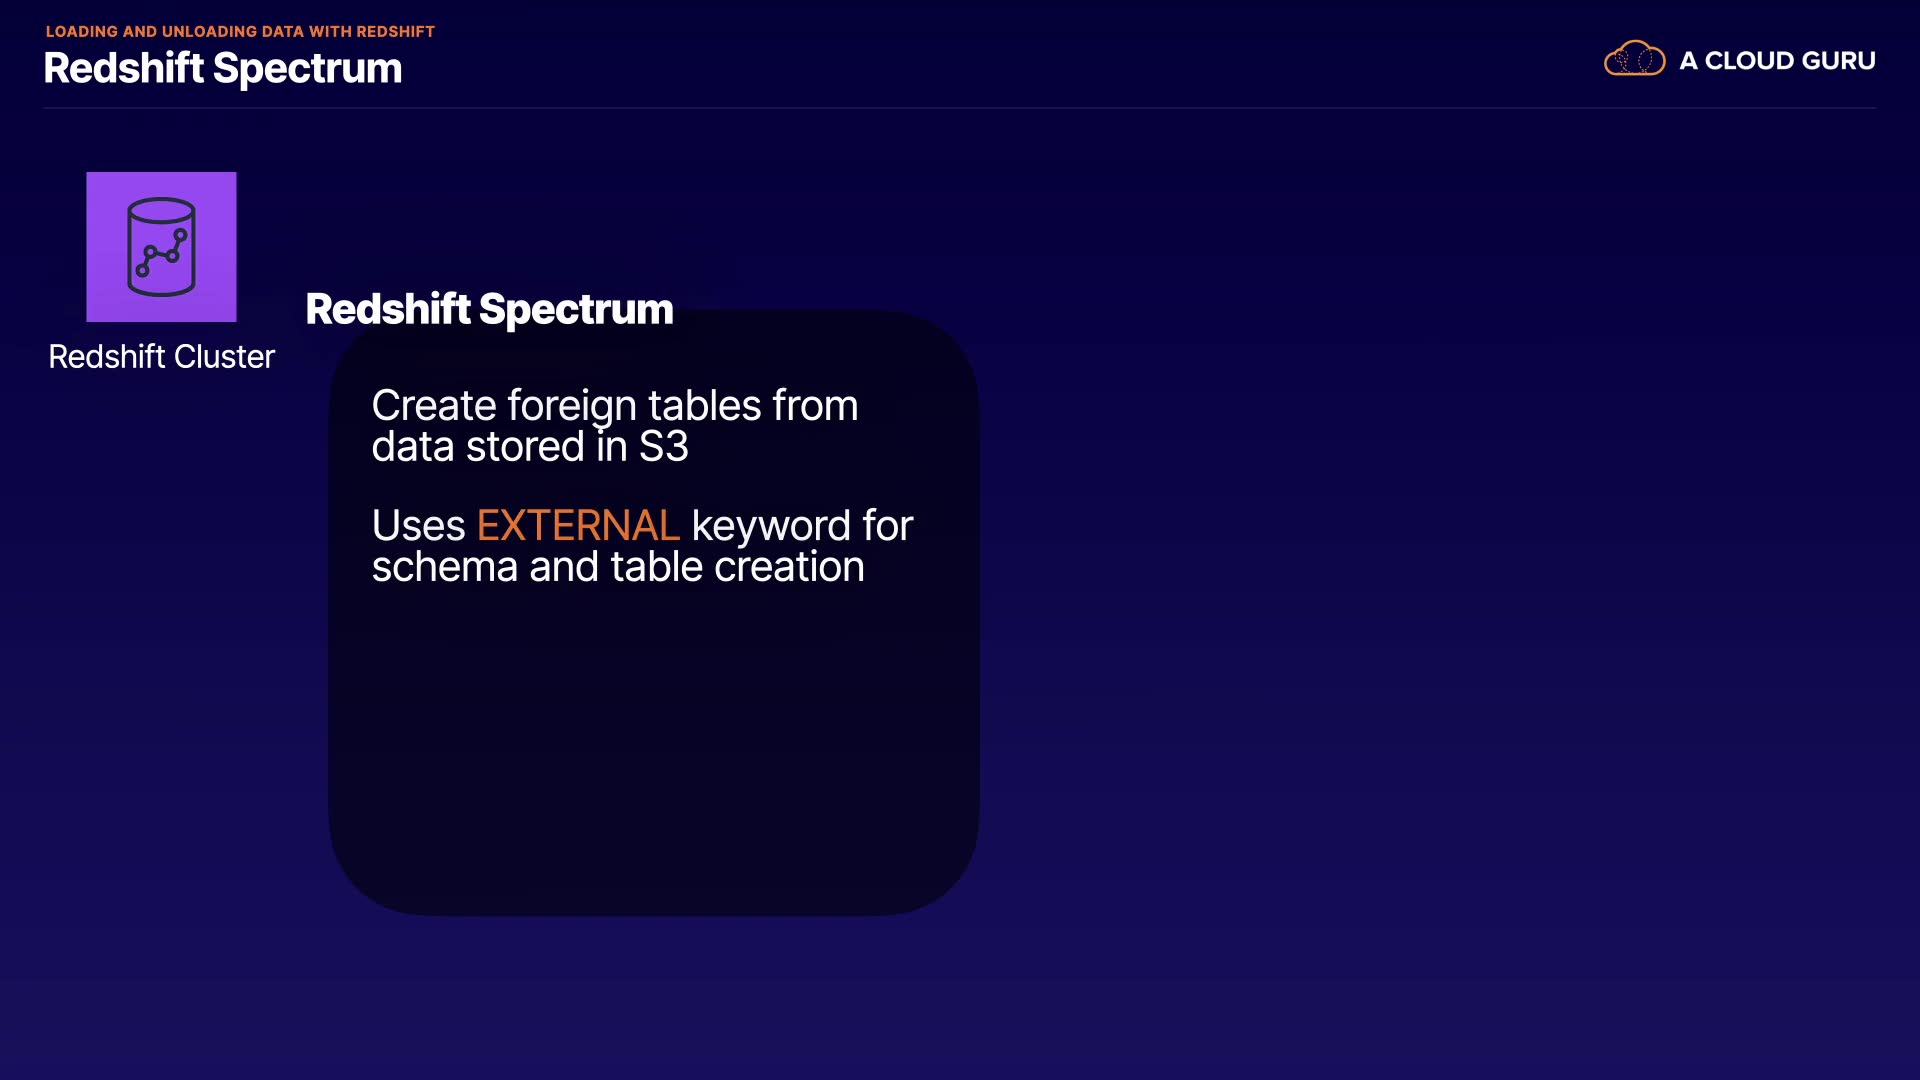 LOADING AND UNLOADING DATA WITH REDSHIFT
Redshift Spectrum
A CLOUD GURU
Redshift Cluster
Redshift Spectrum
Create foreign tables from
data stored in S3
Uses EXTERNAL keyword for
schema and table creation